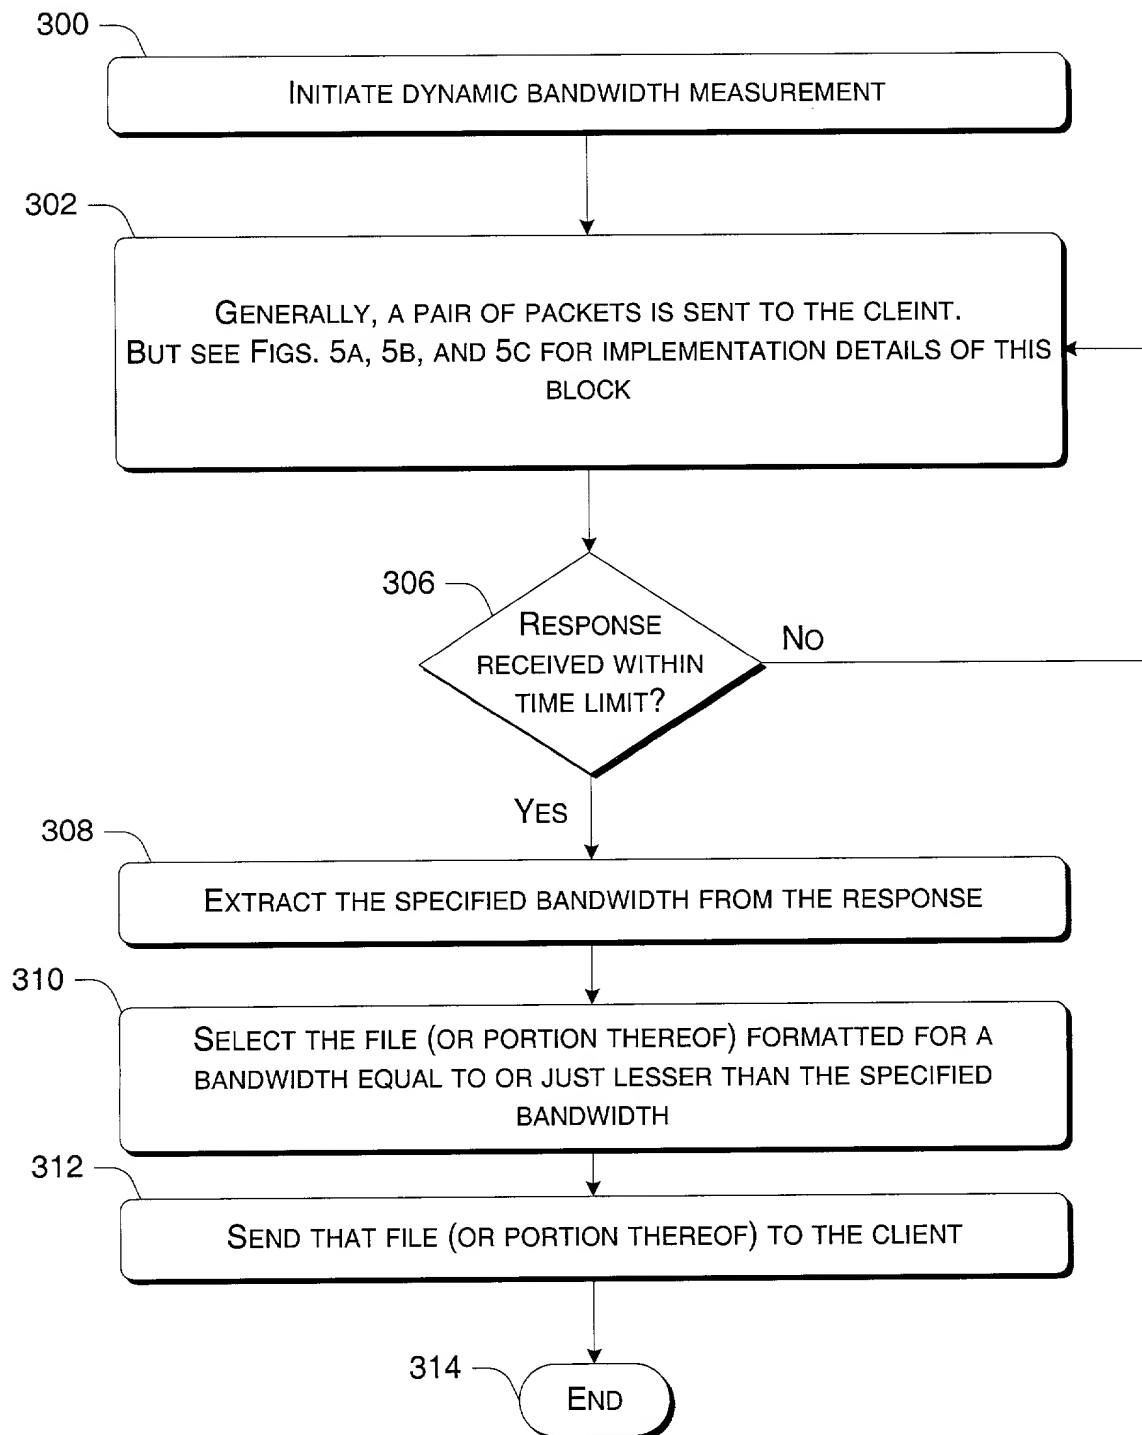 300
INITIATE DYNAMIC BANDWIDTH MEASUREMENT
302
GENERALLY, A PAIR OF PACKETS IS SENT TO THE CLEINT.
BUT SEE FIGS. 5A, 5B, AND 5C FOR IMPLEMENTATION DETAILS OF THIS
BLOCK
306
RESPONSE
RECEIVED WITHIN
TIME LIMIT?
NO
YES
308
EXTRACT THE SPECIFIED BANDWIDTH FROM THE RESPONSE
310
SELECT THE FILE (OR PORTION THEREOF) FORMATTED FOR A
BANDWIDTH EQUAL TO OR JUST LESSER THAN THE SPECIFIED
BANDWIDTH
312
SEND THAT FILE (OR PORTION THEREOF) TO THE CLIENT
314
END